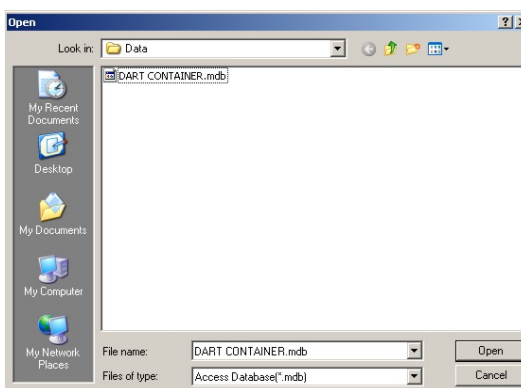 Open
Look in: Data
DART CONTAINER.mdb
My Recent
Documents
Desktop
My Documents
My Computer
My Network
Places
File name: DART CONTAINER.mdb Open
Files of type: Access Database(*.mdb) Cancel